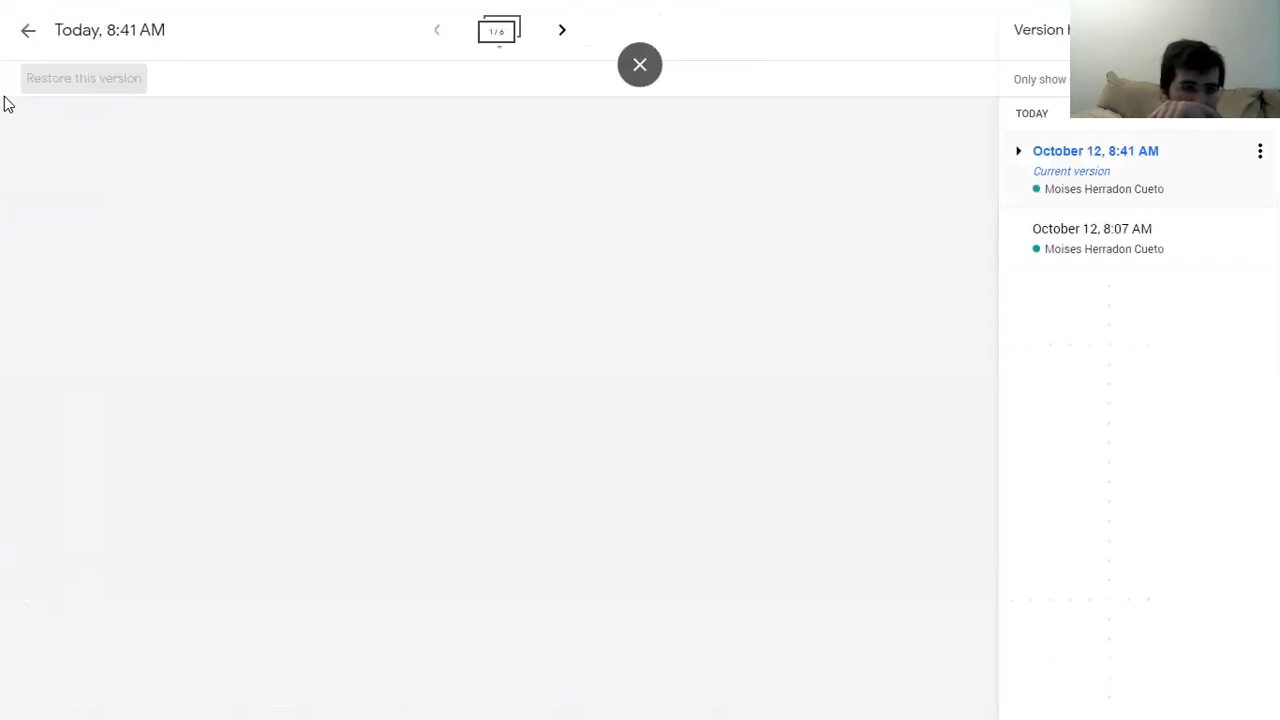 Today, 8:41 AM
1/6
Version
Restore this version
Only show
TODAY
October 12, 8:41 AM
Current version
Moises Herradon Cueto
October 12, 8:07 AM
Moises Herradon Cueto